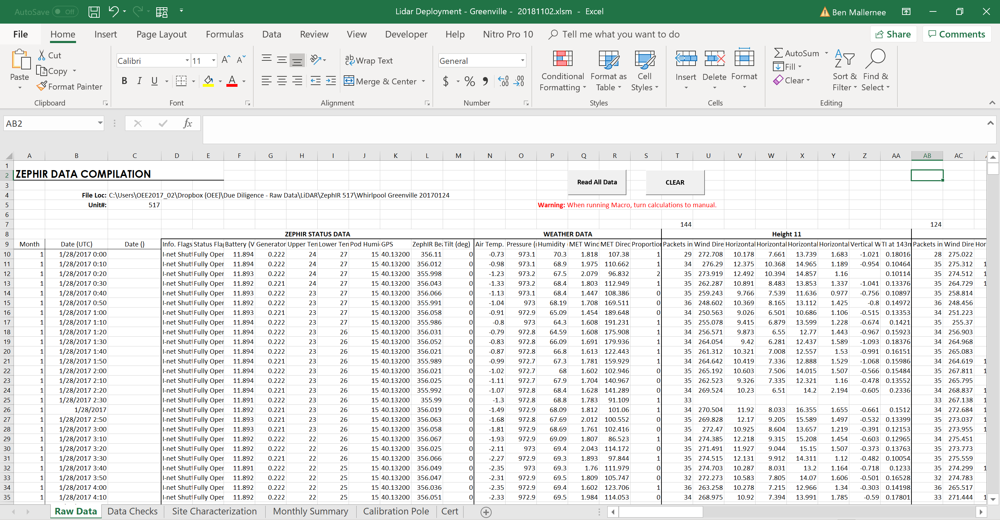 AutoSave Off
Lidar Deployment - Greenville - 20181102.xlsm - Excel
Ben Mallernee
File Home Insert Page Layout Formulas Data Review View Developer Help Nitro Pro 10 Tell me what you want to do Share Comments
Paste Cut Copy Format Painter Clipboard
Calibri 11 B I U Font
Wrap Text Merge & Center Alignment
General $ % , Number
Conditional Formatting Format as Table Cell Styles Styles
Insert Delete Format Cells
AutoSum Fill Clear Sort & Filter Find & Select Editing
AB2 fx
A B C D E F G H I J K L M N O P Q R S T U V W X Y Z AA AB AC
1
2 ZEPHIR DATA COMPILATION Read All Data CLEAR
3
4 File Loc: C:\Users\OEE2017_02\Dropbox (OEE)\Due Diligence - Raw Data\LiDAR\ZephIR 517\Whirlpool Greenville 20170124
5 Unit#: 517 Warning: When running Macro, turn calculations to manual.
6
7 144 124
8 ZEPHIR STATUS DATA WEATHER DATA Height 11
9 Month Date (UTC) Date () Info. Flags Status Flag Battery (V Generator Upper Ten Lower Ten Pod Humi GPS ZephIR Be Tilt (deg) Air Temp. Pressure ( Humidity MET Wind MET Direc Proportion Packets in Wind Dire Horizontal Horizontal Horizontal Horizontal Vertical W TI at 143m Packets in Wind Dire Hor
10 1 1/28/2017 0:00 I-net Shutt Fully Oper 11.894 0.222 24 27 15 40.13200 356.11 0 -0.73 973.1 70.3 1.818 107.38 1 29 272.708 10.178 7.661 13.739 1.683 -1.021 0.18016 28 275.022
11 1 1/28/2017 0:10 I-net Shutt Fully Oper 11.894 0.222 24 27 15 40.13200 356.012 0 -0.98 973.1 68.9 1.975 110.662 1 34 276.29 12.375 10.368 14.965 1.189 -0.954 0.10464 35 275.312 1
12 1 1/28/2017 0:20 I-net Shutt Fully Oper 11.893 0.222 24 27 15 40.13200 355.998 0 -1.23 973.2 67.5 2.079 96.832 2 35 273.919 12.492 10.394 14.857 1.16 0.10114 35 274.512 1
13 1 1/28/2017 0:30 I-net Shutt Fully Oper 11.892 0.221 24 27 15 40.13200 356.043 0 -1.33 973.2 68.4 1.803 112.949 1 35 262.287 10.891 8.483 13.853 1.337 -1.041 0.13376 35 264.729 1
14 1 1/28/2017 0:40 I-net Shutt Fully Oper 11.893 0.222 23 27 15 40.13200 356.066 0 -1.13 973.1 68.4 1.447 108.386 0 35 259.243 9.766 7.539 11.636 0.977 -0.756 0.10897 35 258.814
15 1 1/28/2017 0:50 I-net Shutt Fully Oper 11.892 0.222 23 27 15 40.13200 355.991 0 -1.04 973 68.19 1.708 169.511 0 36 248.602 10.369 8.165 13.112 1.425 -0.8 0.14972 36 248.456
16 1 1/28/2017 1:00 I-net Shutt Fully Oper 11.893 0.221 23 27 15 40.13200 356.058 0 -0.91 972.9 65.09 1.454 189.648 0 34 250.563 9.026 6.501 10.686 1.106 -0.515 0.13353 34 251.223
17 1 1/28/2017 1:10 I-net Shutt Fully Oper 11.894 0.222 23 27 15 40.13200 355.986 0 -0.8 973 64.3 1.608 191.231 1 35 255.078 9.415 6.879 13.599 1.228 -0.674 0.1421 35 255.37
18 1 1/28/2017 1:20 I-net Shutt Fully Oper 11.894 0.222 23 26 15 40.13200 356.031 0 -0.79 972.8 64.59 1.608 175.908 1 34 256.571 9.873 6.55 12.77 1.443 -0.967 0.15923 34 256.903
19 1 1/28/2017 1:30 I-net Shutt Fully Oper 11.894 0.222 23 26 15 40.13200 356.052 0 -0.83 972.8 66.09 1.691 179.936 1 34 264.054 9.42 6.281 12.437 1.589 -1.093 0.18376 34 264.968
20 1 1/28/2017 1:40 I-net Shutt Fully Oper 11.894 0.222 23 26 15 40.13200 356.021 0 -0.87 972.8 66.8 1.613 122.443 1 35 261.312 10.321 7.008 12.557 1.53 -0.991 0.16151 35 265.083
21 1 1/28/2017 1:50 I-net Shutt Fully Oper 11.894 0.221 23 26 15 40.13200 355.989 0 -0.99 972.7 67.3 1.781 159.929 1 34 264.642 10.419 7.336 12.888 1.529 -1.068 0.15986 34 264.619 1
22 1 1/28/2017 2:00 I-net Shutt Fully Oper 11.894 0.222 23 26 15 40.13200 356.021 0 -1.02 972.7 68 1.602 102.946 0 35 265.192 10.603 7.506 14.015 1.507 -0.566 0.15484 35 267.811 1
23 1 1/28/2017 2:10 I-net Shutt Fully Oper 11.894 0.222 23 26 15 40.13200 356.025 0 -1.11 972.7 67.9 1.704 140.967 0 35 262.523 9.326 7.335 12.321 1.16 -0.478 0.13552 35 265.795
24 1 1/28/2017 2:20 I-net Shutt Fully Oper 11.894 0.221 23 26 15 40.13200 355.992 0 -1.07 972.8 68.4 1.628 141.289 0 34 269.524 10.23 6.51 14.2 2.194 -0.605 0.2336 34 268.837 1
25 1 1/28/2017 2:30 I-net Shutt Fully Oper 11.891 0.222 23 26 15 40.13200 355.99 0 -1.3 972.8 68.8 1.783 91.109 1 33 33 267.138 1
26 1 1/28/2017 I-net Shutt Fully Oper 11.892 0.221 23 26 15 40.13200 356.019 0 -1.49 972.9 68.09 1.812 101.06 1 34 270.504 11.92 8.033 16.355 1.655 -0.661 0.1512 34 272.684 1
27 1 1/28/2017 2:50 I-net Shutt Fully Oper 11.893 0.221 23 26 15 40.13200 356.063 0 -1.68 972.8 67.69 2.012 100.552 0 35 269.828 12.17 9.205 15.589 1.497 -0.532 0.13399 35 273.037 1
28 1 1/28/2017 3:00 I-net Shutt Fully Oper 11.893 0.221 23 26 15 40.13200 356.058 0 -1.81 972.9 68.69 1.761 102.416 0 35 272.47 10.925 8.604 13.657 1.219 -0.391 0.12153 35 273.955 1
29 1 1/28/2017 3:10 I-net Shutt Fully Oper 11.892 0.222 22 26 15 40.13200 356.067 0 -1.93 972.9 69.09 1.807 86.523 1 34 274.385 12.218 9.315 15.208 1.454 -0.603 0.12965 34 275.451
30 1 1/28/2017 3:20 I-net Shutt Fully Oper 11.892 0.222 22 26 15 40.13200 356.025 0 -2.11 973 69.4 2.043 114.172 0 35 271.491 11.927 9.044 15.15 1.507 -0.373 0.13763 35 273.773
31 1 1/28/2017 3:30 I-net Shutt Fully Oper 11.892 0.221 22 26 15 40.13200 356.066 0 -2.27 972.9 69.3 1.893 97.844 1 35 274.515 12.131 9.912 14.311 1.12 -0.482 0.10054 35 275.559
32 1 1/28/2017 3:40 I-net Shutt Fully Oper 11.891 0.222 22 25 15 40.13200 356.049 0 -2.35 973 69.3 1.76 111.979 0 35 274.703 10.287 8.031 13.2 1.164 -0.718 0.1233 35 274.299 1
33 1 1/28/2017 3:50 I-net Shutt Fully Oper 11.892 0.222 22 25 15 40.13200 356.047 0 -2.31 972.9 69.5 1.809 105.747 0 32 272.273 10.583 7.805 14.07 1.606 -0.501 0.16528 32 274.783
34 1 1/28/2017 4:00 I-net Shutt Fully Oper 11.892 0.222 22 25 15 40.13200 356.036 0 -2.35 972.9 69.4 1.602 123.706 1 36 263.258 10.278 7.215 12.966 1.34 -0.303 0.14198 36 265.517
35 1 1/28/2017 4:10 I-net Shutt Fully Oper 11.892 0.222 22 25 15 40.13200 356.051 0 -2.33 972.9 69.5 1.984 114.053 0 34 268.975 10.92 7.394 13.991 1.785 -0.59 0.17801 33 271.444 1
Raw Data Data Checks Site Characterization Monthly Summary Calibration Pole Cert